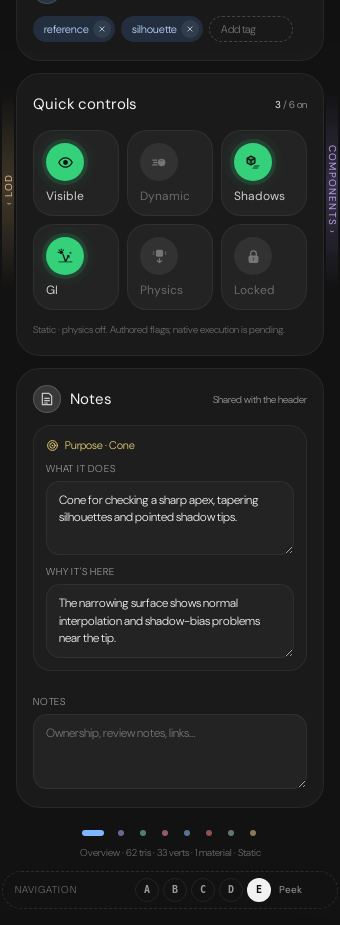 reference × silhouette × Add tag
Quick controls 3 / 6 on
‹ LOD
COMPONENTS ›
Visible Dynamic Shadows
GI Physics Locked
Static · physics off. Authored flags; native execution is pending.
Notes Shared with the header
Purpose · Cone
WHAT IT DOES
Cone for checking a sharp apex, tapering
silhouettes and pointed shadow tips.
WHY IT'S HERE
The narrowing surface shows normal
interpolation and shadow-bias problems
near the tip.
NOTES
Ownership, review notes, links...
Overview · 62 tris · 33 verts · 1 material · Static
NAVIGATION A B C D E Peek